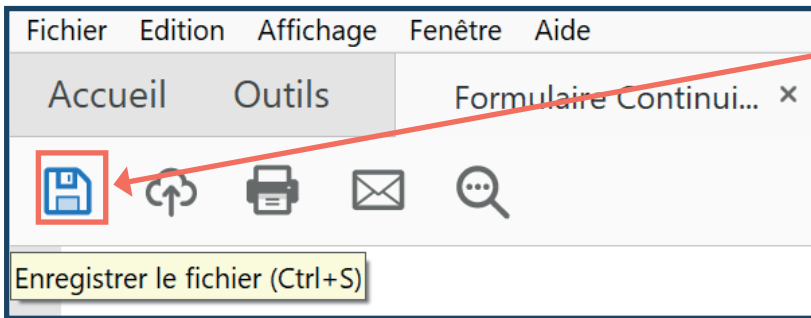 Fichier Edition Affichage Fenêtre Aide
Accueil Outils Formulaire Continui... ×
Enregistrer le fichier (Ctrl+S)